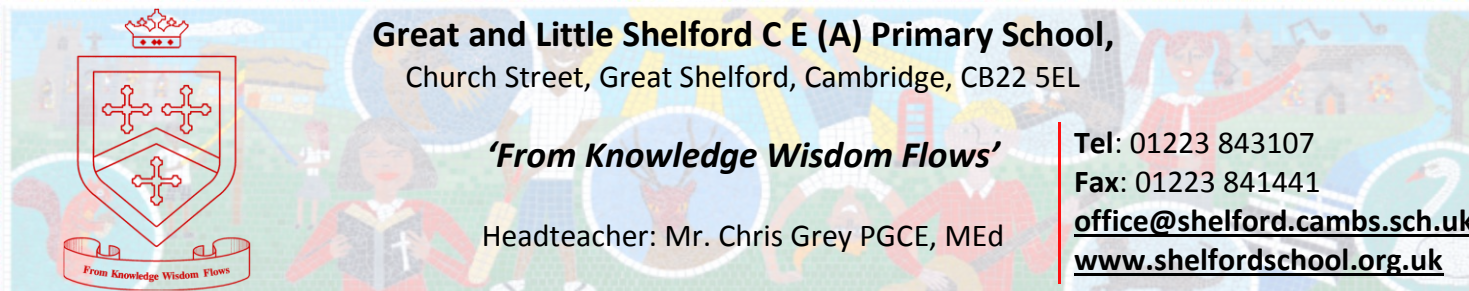 Great and Little Shelford C E (A) Primary School,
Church Street, Great Shelford, Cambridge, CB22 5EL
‘From Knowledge Wisdom Flows’
Headteacher: Mr. Chris Grey PGCE, MEd
Tel: 01223 843107
Fax: 01223 841441
office@shelford.cambs.sch.uk
www.shelfordschool.org.uk
From Knowledge Wisdom Flows